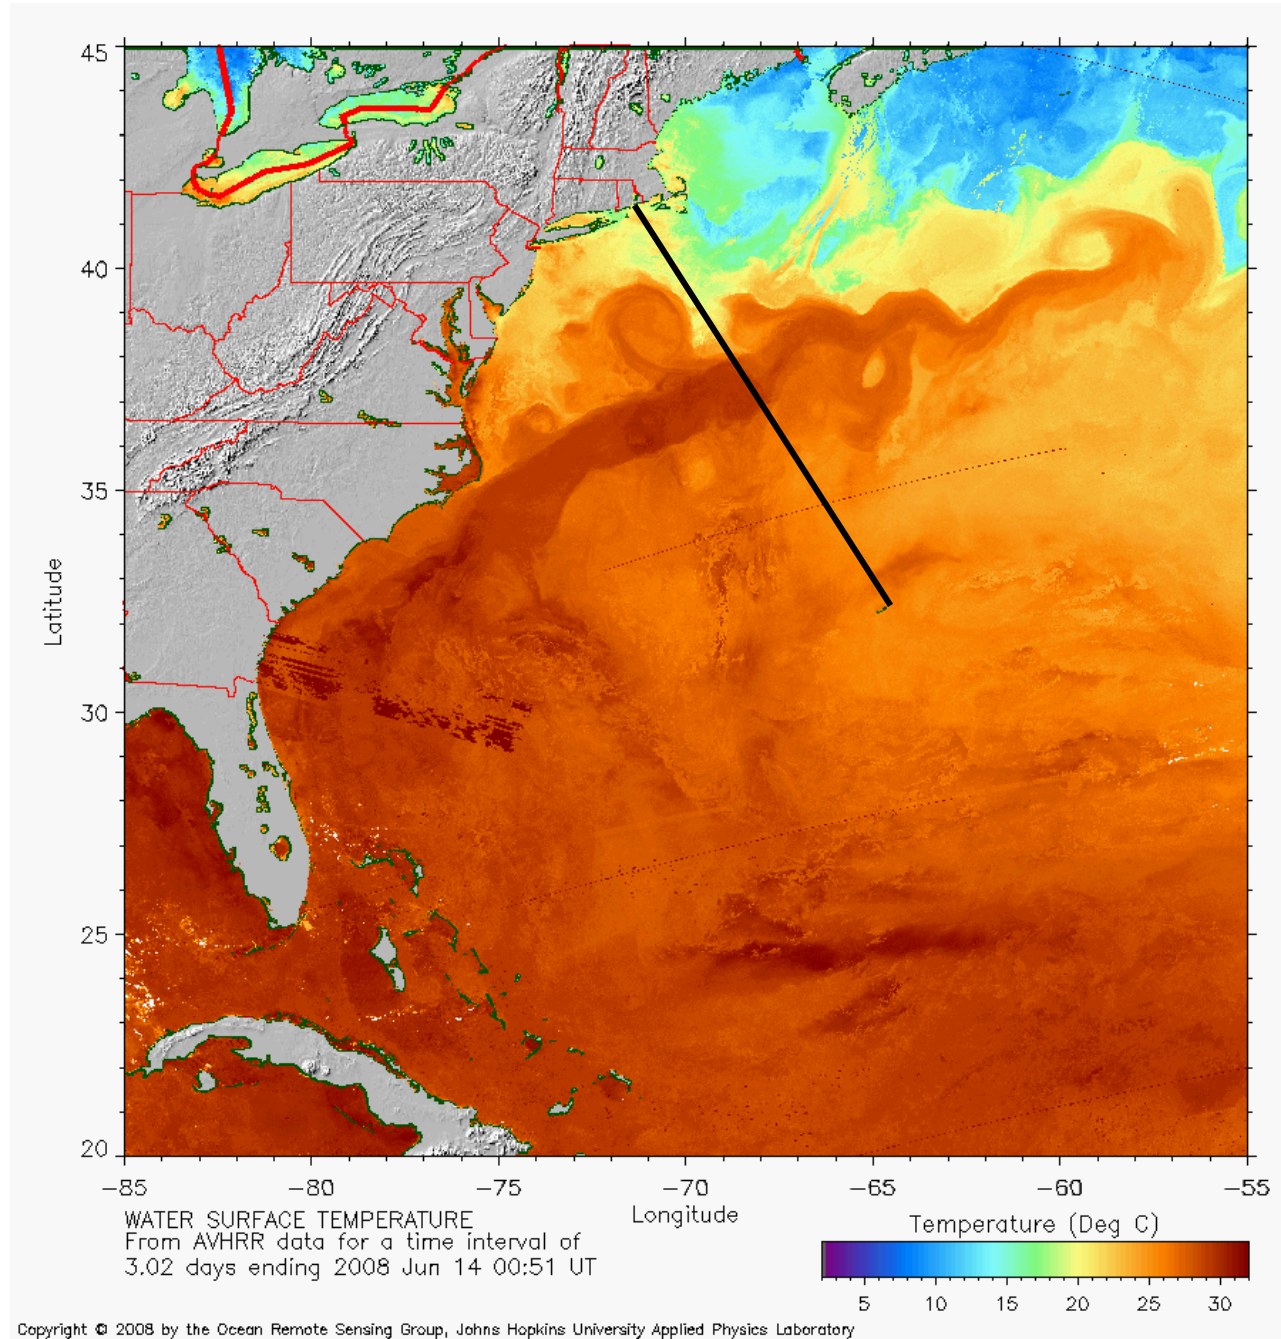 45
40
35
30
25
20
Latitude
−85 −80 −75 −70 −65 −60 −55
Longitude
WATER SURFACE TEMPERATURE
From AVHRR data for a time interval of
3.02 days ending 2008 Jun 14 00:51 UT
Temperature (Deg C)
5 10 15 20 25 30
Copyright © 2008 by the Ocean Remote Sensing Group, Johns Hopkins University Applied Physics Laboratory